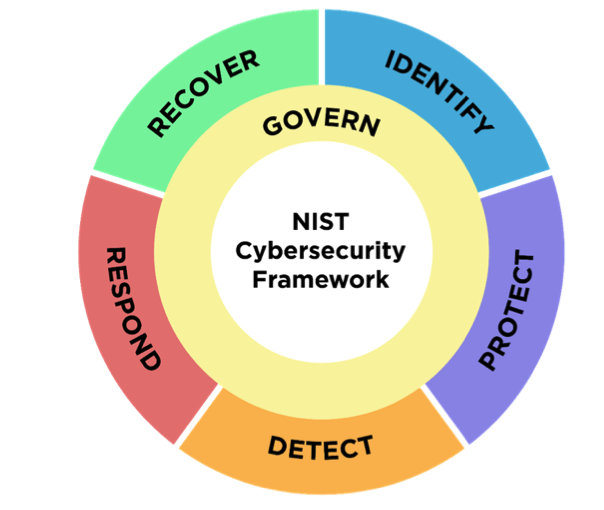 RECOVER
IDENTIFY
GOVERN
NIST
Cybersecurity
Framework
RESPOND
PROTECT
DETECT